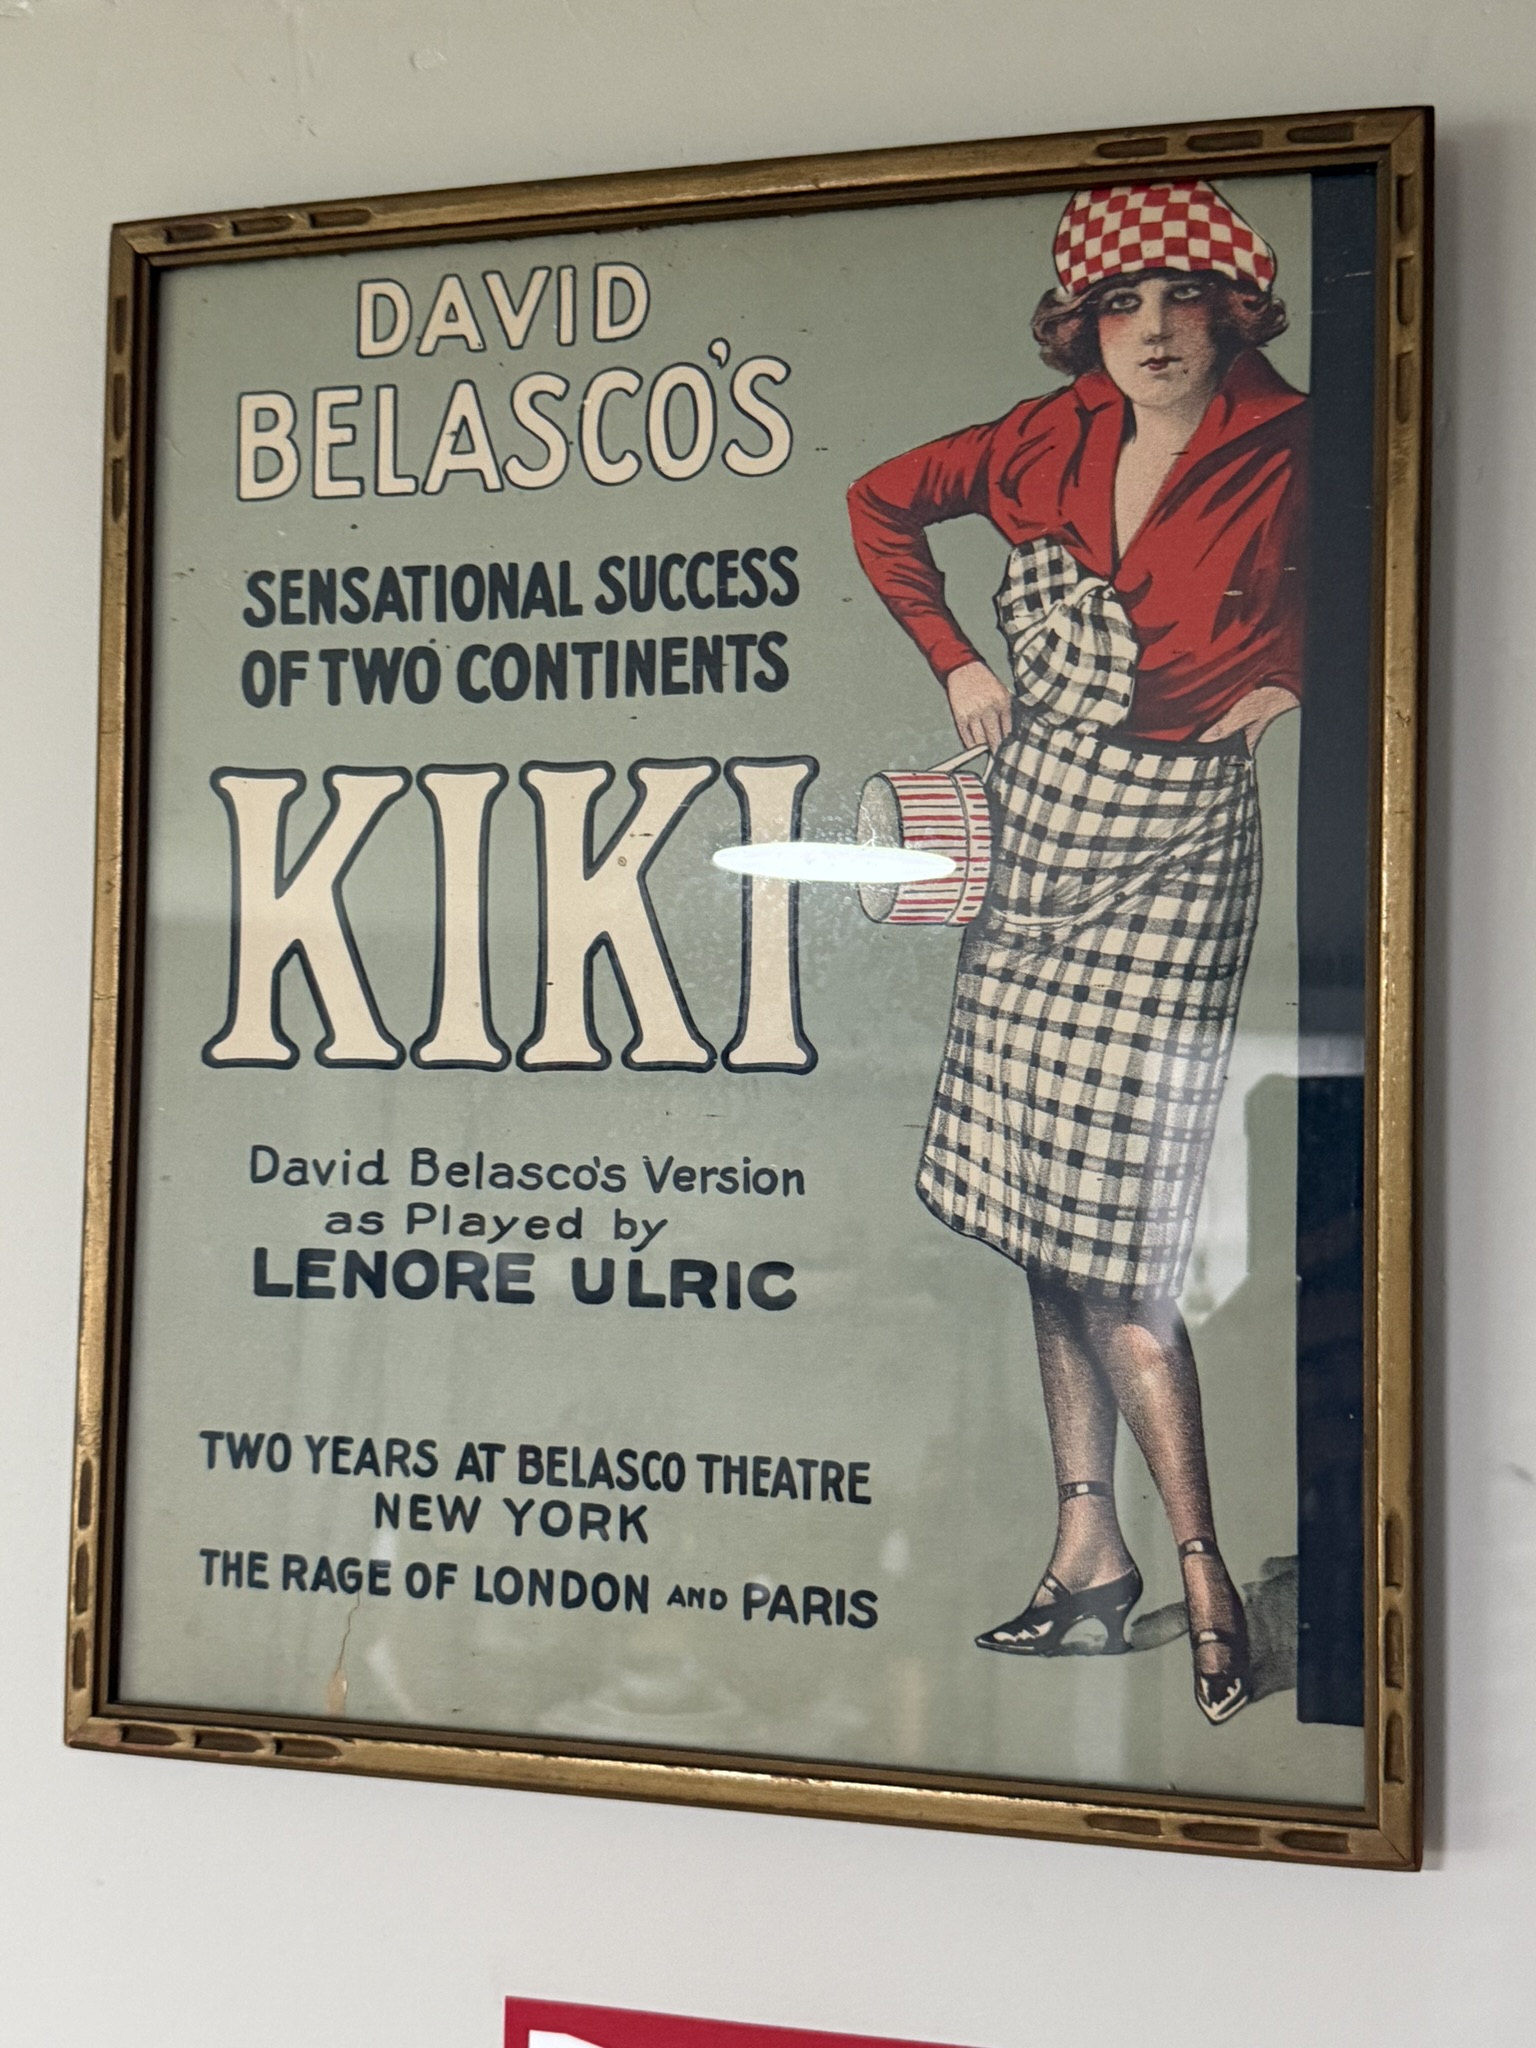 DAVID
BELASCO'S
SENSATIONAL SUCCESS
OF TWO CONTINENTS
KIKI
David Belasco's Version
as Played by
LENORE ULRIC
TWO YEARS AT BELASCO THEATRE
NEW YORK
THE RAGE OF LONDON AND PARIS